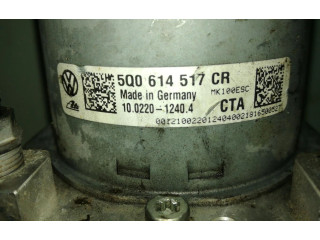 5Q0 614 517 CR
Made in Germany
MK100ESC
10.0220-1240.4
CTA